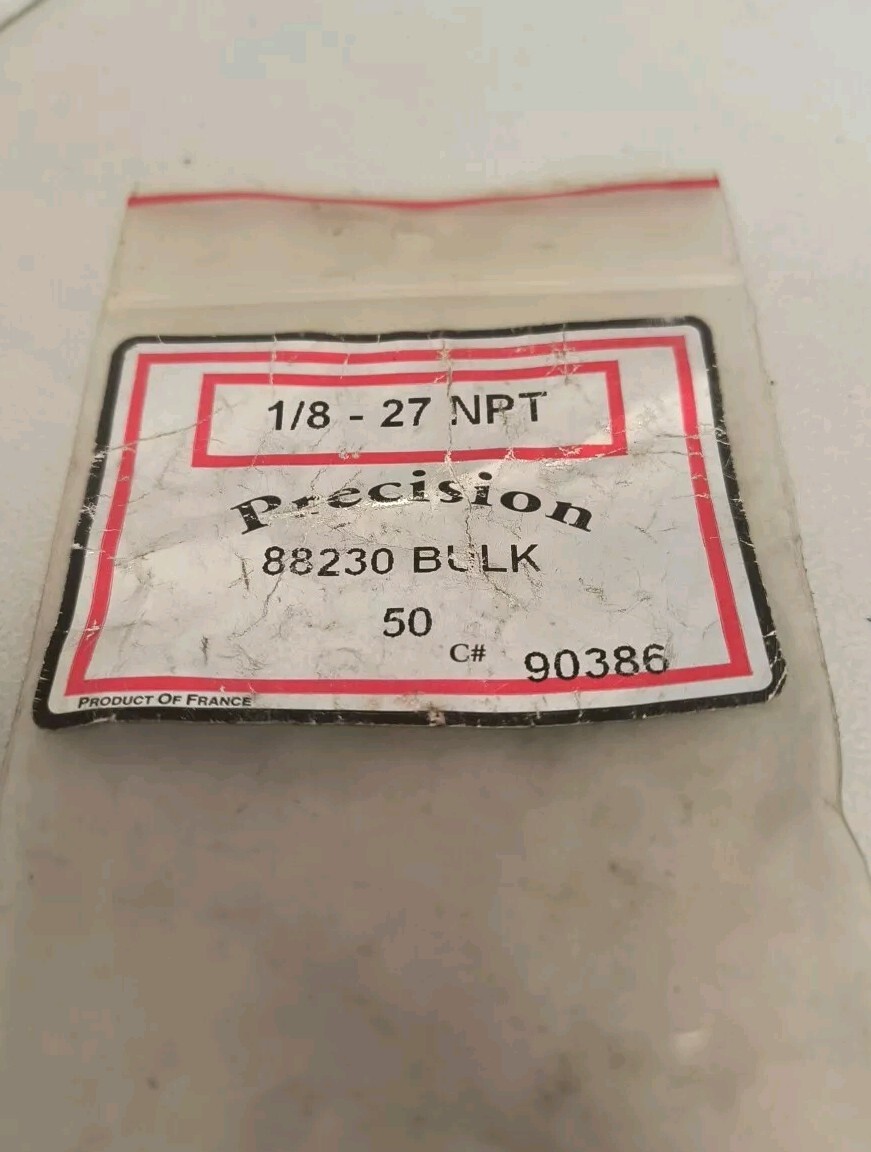 1/8 - 27 NPT
Precision
88230 BULK
50
C# 90386
PRODUCT OF FRANCE